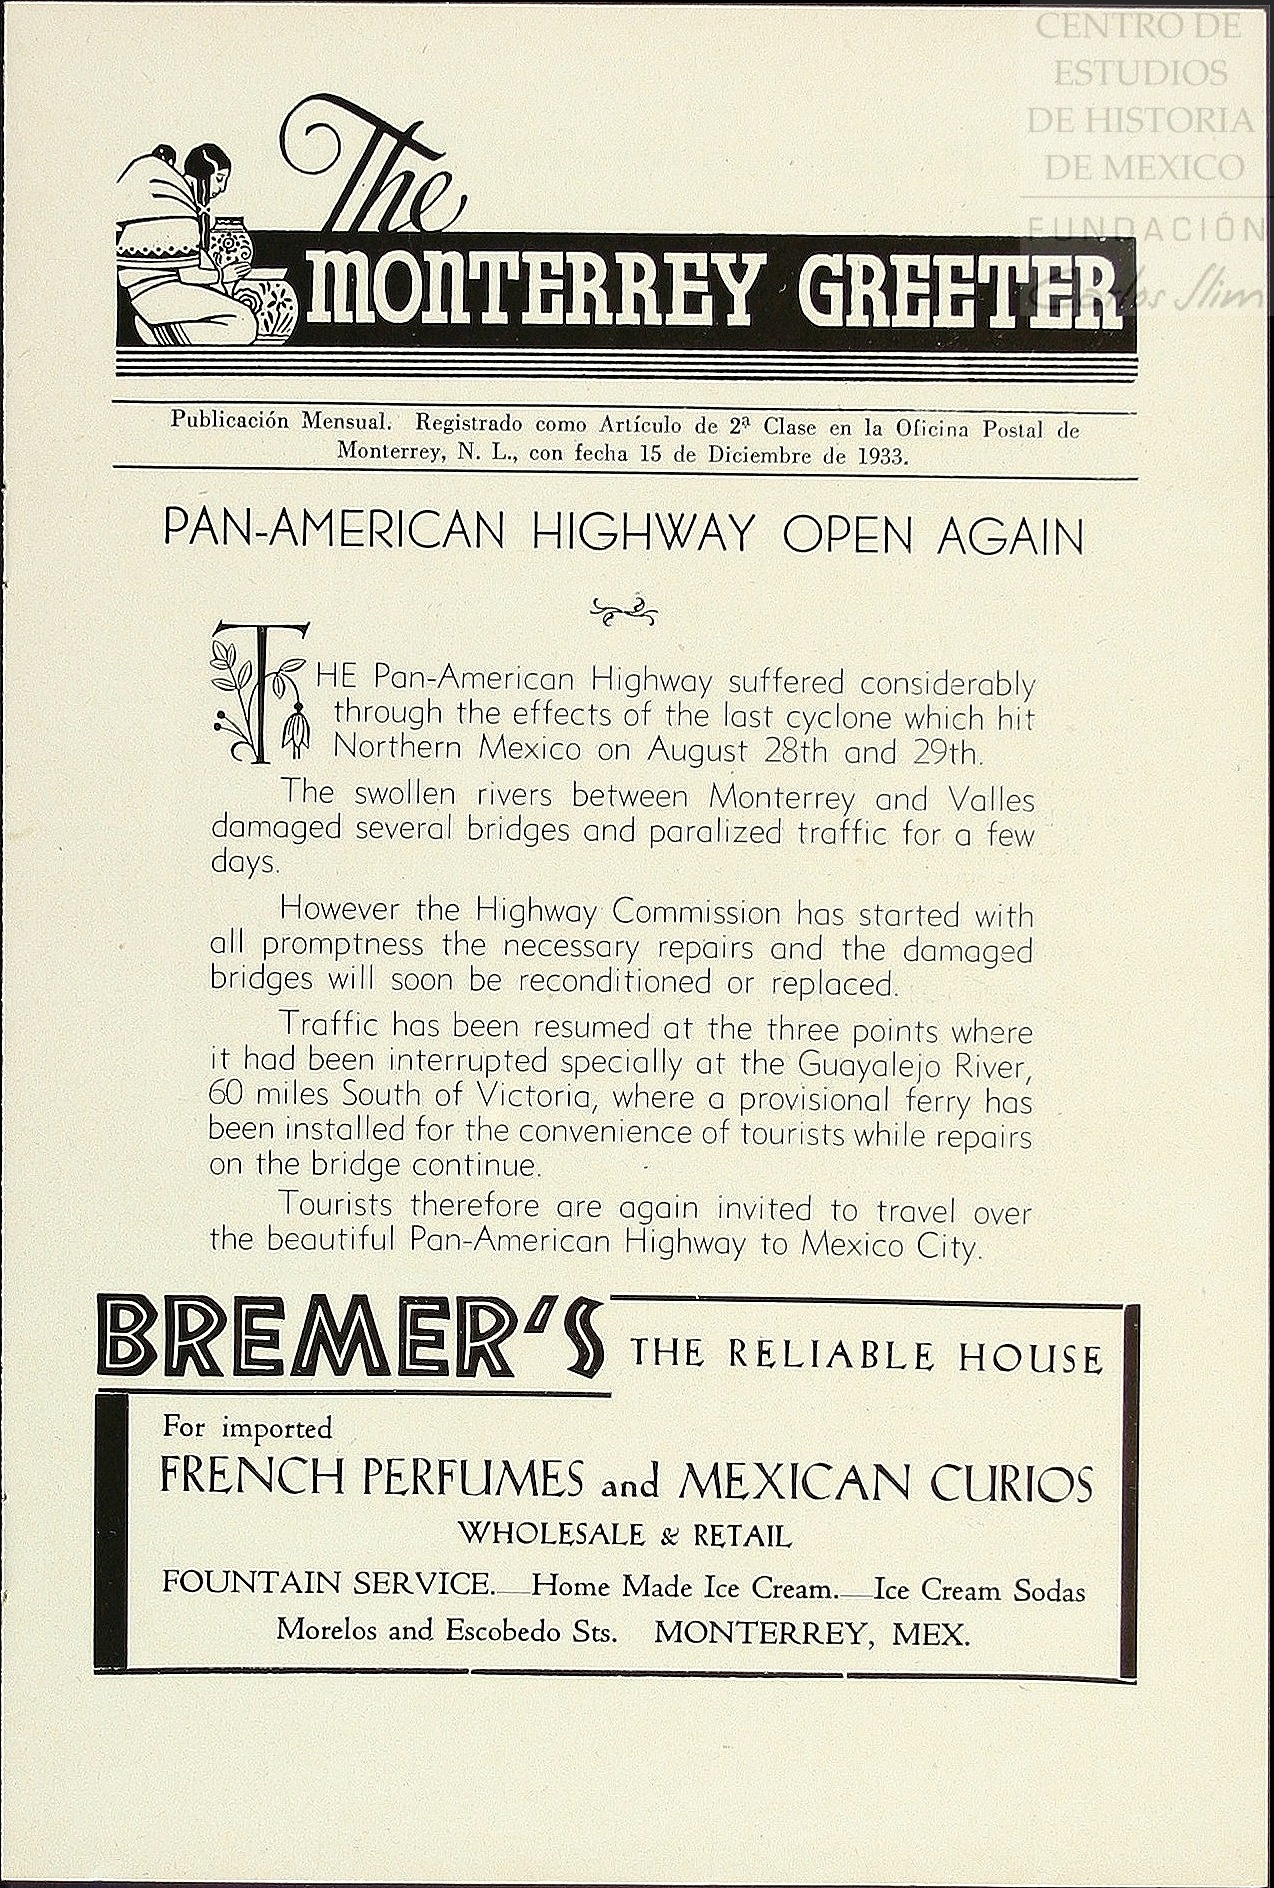 CENTRO DE
ESTUDIOS
DE HISTORIA
DE MEXICO
FUNDACIÓN
Carlos Slim
The
MONTERREY GREETER
Publicación Mensual. Registrado como Artículo de 2ª Clase en la Oficina Postal de
Monterrey, N. L., con fecha 15 de Diciembre de 1933.
PAN-AMERICAN HIGHWAY OPEN AGAIN
THE Pan-American Highway suffered considerably
through the effects of the last cyclone which hit
Northern Mexico on August 28th and 29th.
The swollen rivers between Monterrey and Valles
damaged several bridges and paralized traffic for a few
days.
However the Highway Commission has started with
all promptness the necessary repairs and the damaged
bridges will soon be reconditioned or replaced.
Traffic has been resumed at the three points where
it had been interrupted specially at the Guayalejo River,
60 miles South of Victoria, where a provisional ferry has
been installed for the convenience of tourists while repairs
on the bridge continue.
Tourists therefore are again invited to travel over
the beautiful Pan-American Highway to Mexico City.
BREMER'S THE RELIABLE HOUSE
For imported
FRENCH PERFUMES and MEXICAN CURIOS
WHOLESALE & RETAIL
FOUNTAIN SERVICE.—Home Made Ice Cream.—Ice Cream Sodas
Morelos and Escobedo Sts. MONTERREY, MEX.